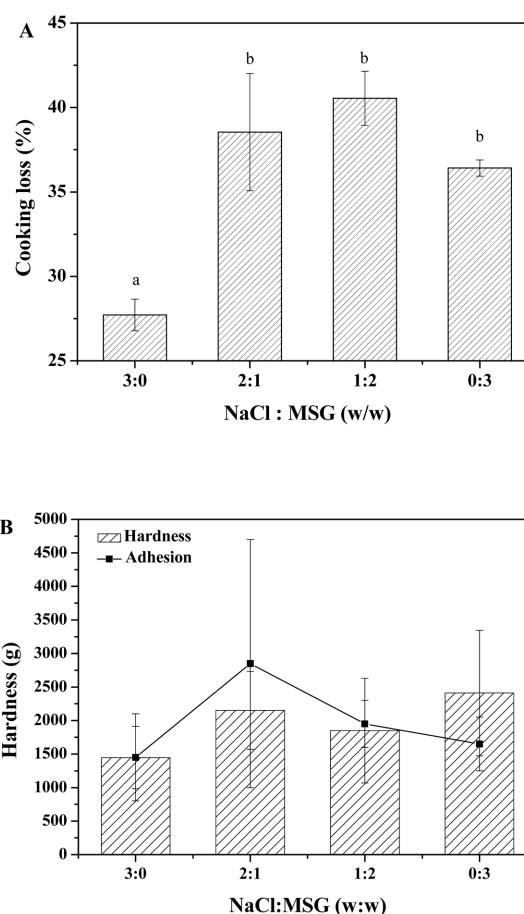 A
Cooking loss (%)
45
40
35
30
25
a
b
b
b
3:0 2:1 1:2 0:3
NaCl : MSG (w/w)
B
Hardness (g)
5000
4500
4000
3500
3000
2500
2000
1500
1000
500
0
Hardness
Adhesion
3:0 2:1 1:2 0:3
NaCl:MSG (w:w)